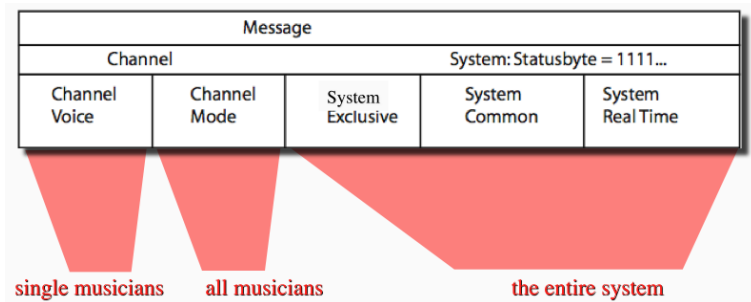 Message
Channel System: Statusbyte = 1111...
Channel Voice
Channel Mode
System Exclusive
System Common
System Real Time
single musicians all musicians the entire system